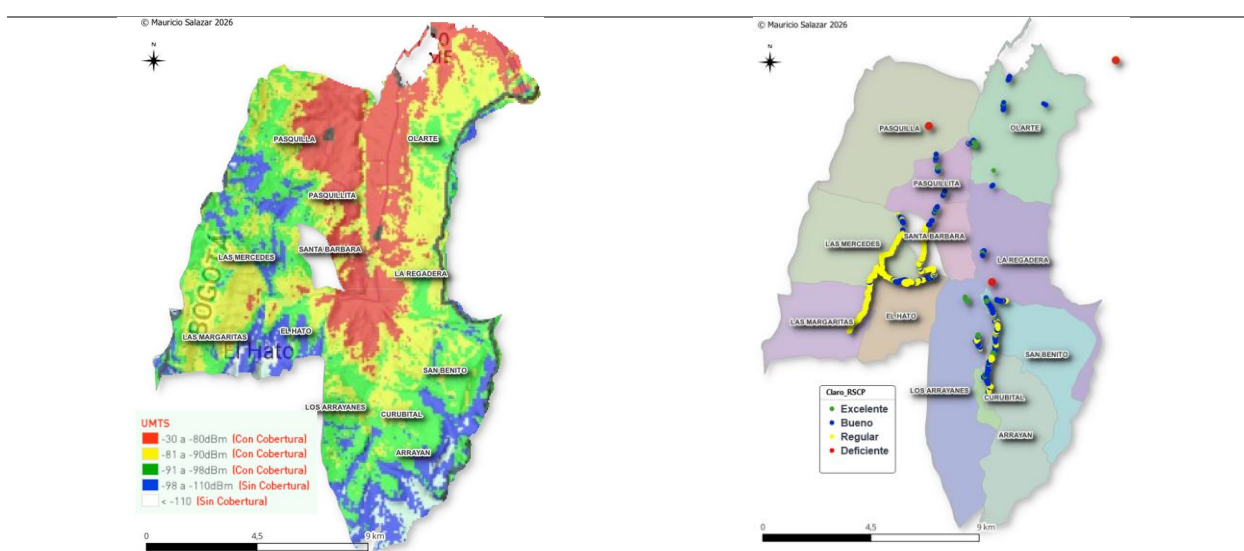 © Mauricio Salazar 2026
N
PASQUILLA
OLARTE
PASQUILLITA
SANTA BARBARA
LAS MERCEDES
LA REGADERA
BOGOTA
LAS MARGARITAS
EL HATO
El Hato
SAN BENITO
LOS ARRAYANES
CURUBITAL
ARRAYAN
UMTS
-30 a -80dBm (Con Cobertura)
-81 a -90dBm (Con Cobertura)
-91 a -98dBm (Con Cobertura)
-98 a -110dBm (Sin Cobertura)
< -110 (Sin Cobertura)
0 4,5 9 km
© Mauricio Salazar 2026
N
PASQUILLA
OLARTE
PASQUILLITA
SANTA BARBARA
LAS MERCEDES
LA REGADERA
LAS MARGARITAS
EL HATO
SAN BENITO
LOS ARRAYANES
CURUBITAL
ARRAYAN
Claro_RSCP
Excelente
Bueno
Regular
Deficiente
0 4,5 9 km